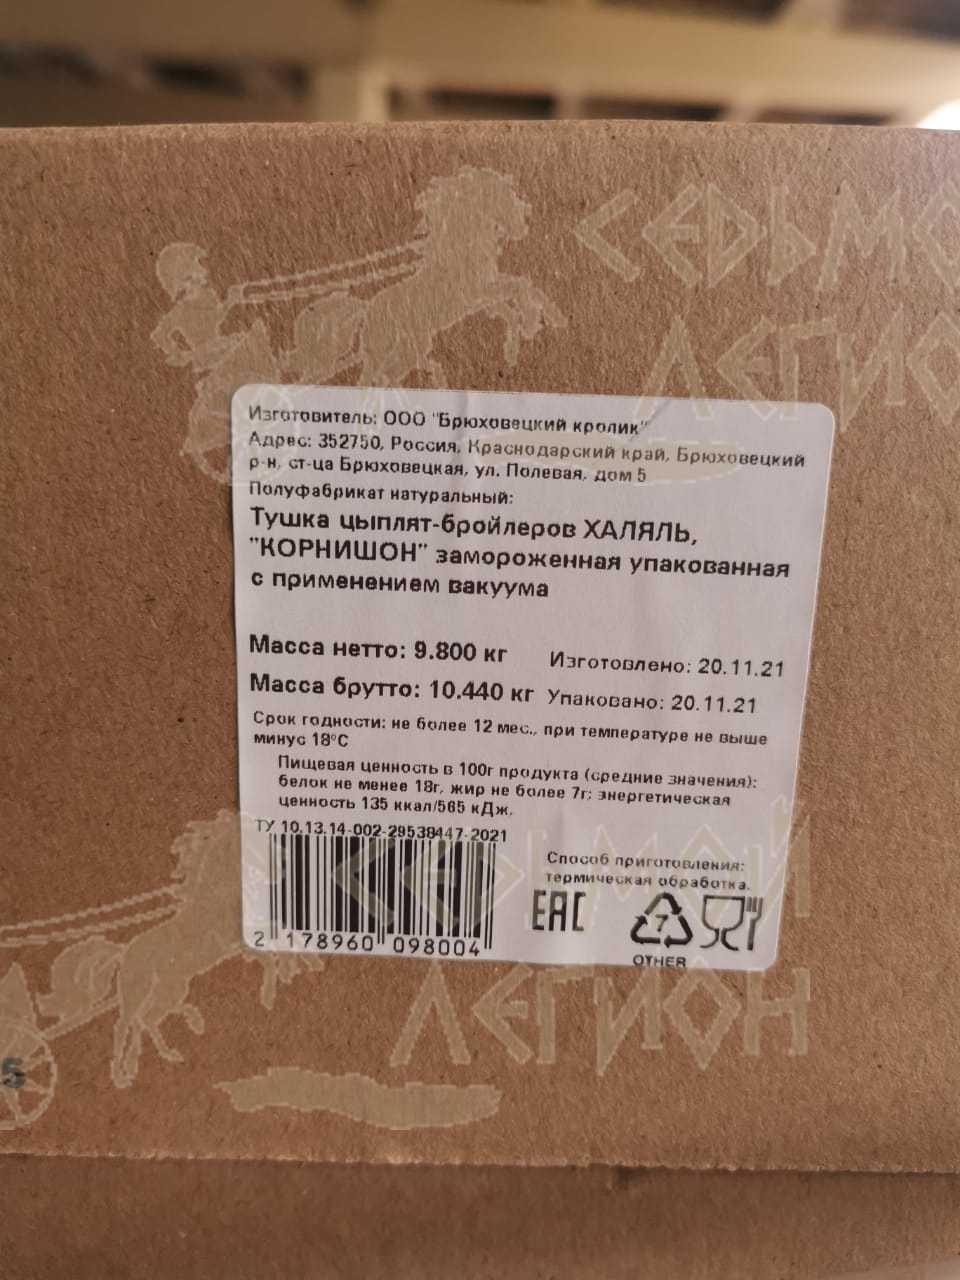 СЕДЬМО
ЛЕГИО
Изготовитель: ООО "Брюховецкий кролик"
Адрес: 352750, Россия, Краснодарский край, Брюховецкий
р-н, ст-ца Брюховецкая, ул. Полевая, дом 5
Полуфабрикат натуральный:
Тушка цыплят-бройлеров ХАЛЯЛЬ,
"КОРНИШОН" замороженная упакованная
с применением вакуума
Масса нетто: 9.800 кг Изготовлено: 20.11.21
Масса брутто: 10.440 кг Упаковано: 20.11.21
Срок годности: не более 12 мес., при температуре не выше
минус 18°С
Пищевая ценность в 100г продукта (средние значения):
белок не менее 18г, жир не более 7г; энергетическая
ценность 135 ккал/565 кДж.
ТУ 10.13.14-002-29538447-2021
Способ приготовления:
термическая обработка.
ЕАС
7
OTHER
2 178960 098004
СЕДЬМОЙ
ЛЕГИОН
5